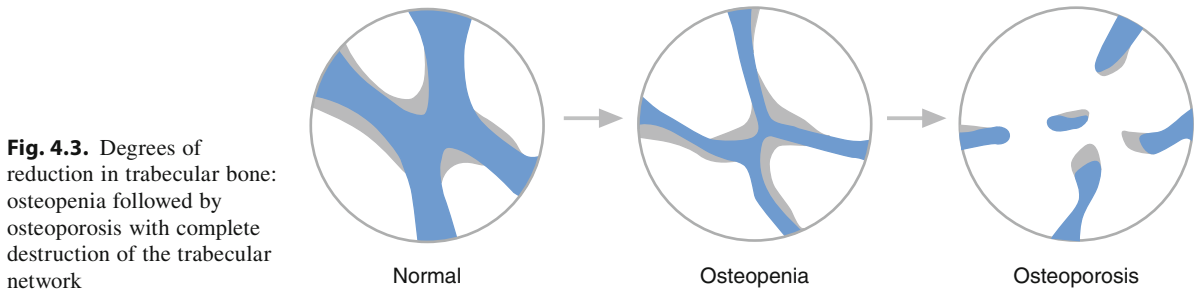 Fig. 4.3. Degrees of
reduction in trabecular bone:
osteopenia followed by
osteoporosis with complete
destruction of the trabecular
network
Normal
Osteopenia
Osteoporosis